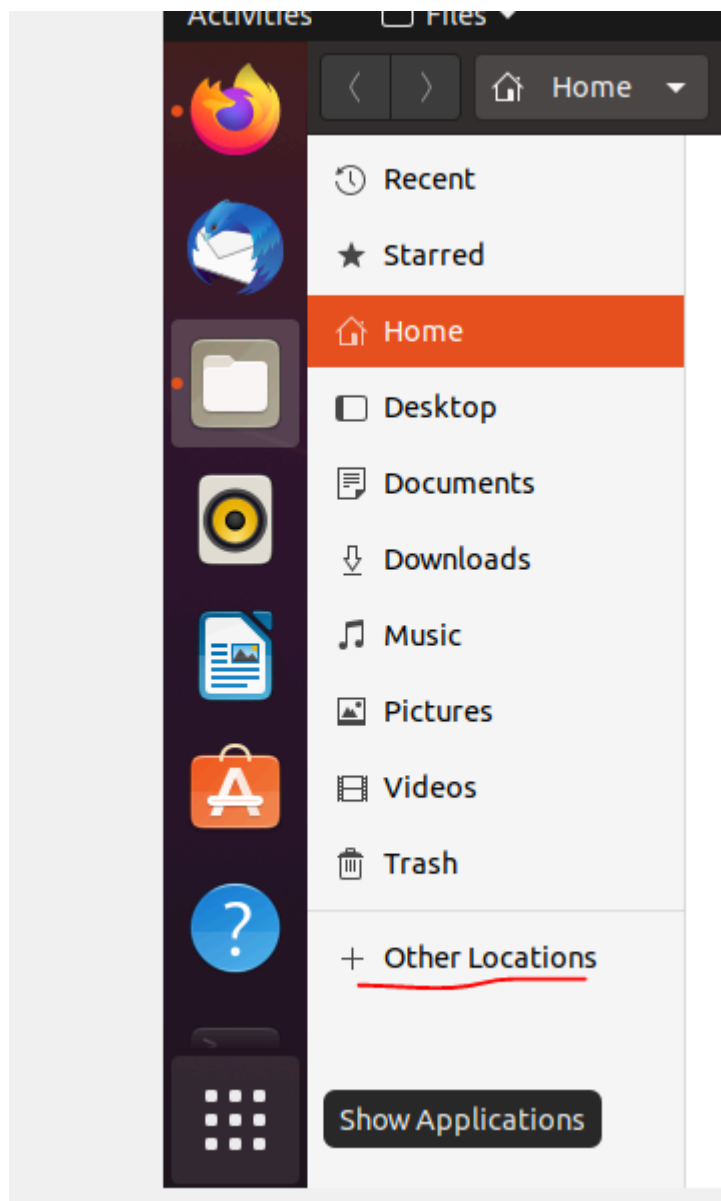 Activities Files
Home
Recent
Starred
Home
Desktop
Documents
Downloads
Music
Pictures
Videos
Trash
Other Locations
Show Applications